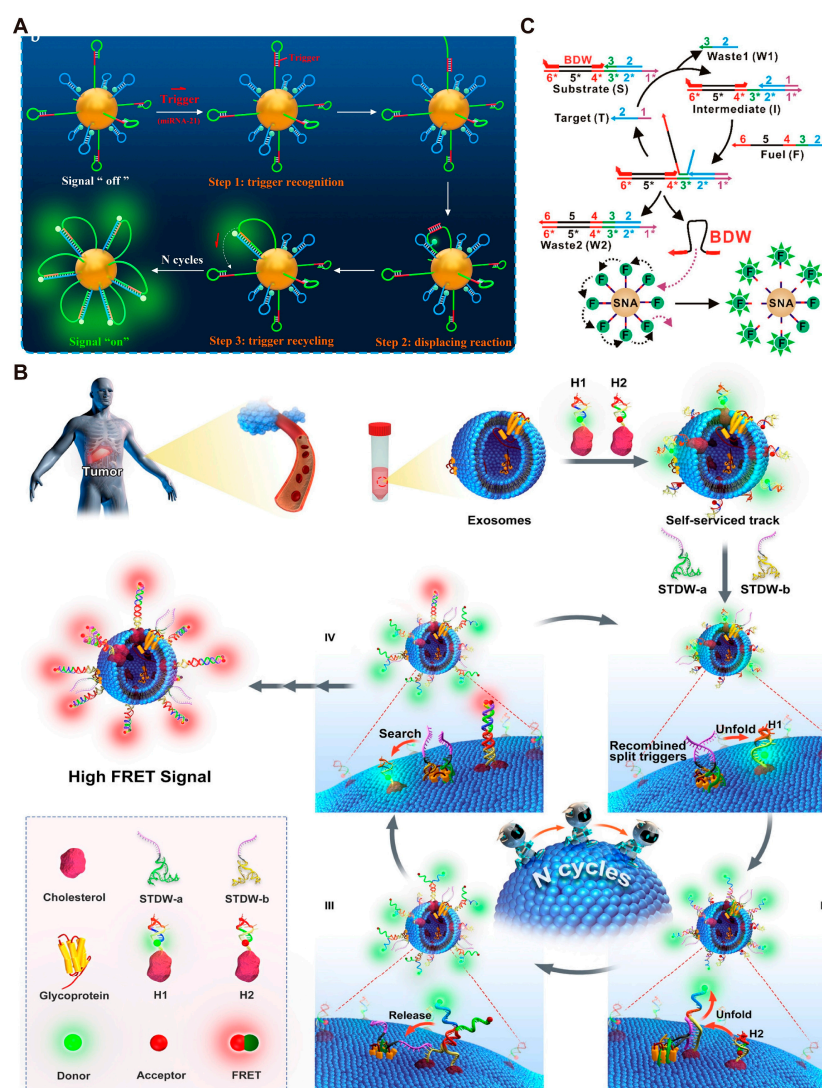 A
Trigger
Trigger
(miRNA-21)
Signal “ off ”
Step 1: trigger recognition
N cycles
Signal “on”
Step 3: trigger recycling
Step 2: displacing reaction
C
3 2
Waste1 (W1)
BDW
6* 5* 4* 3* 2* 1*
Substrate (S)
2 1
6* 5* 4* 3* 2* 1*
Intermediate (I)
2 1
Target (T)
6 5 4 3 2
Fuel (F)
6* 5* 4* 3* 2* 1*
6 5 4 3 2
6* 5* 4* 3* 2* 1*
Waste2 (W2)
BDW
F F F F F F F F
SNA
F F F F F F F F
SNA
B
Tumor
Exosomes
H1 H2
Self-serviced track
STDW-a
STDW-b
High FRET Signal
IV
Search
Unfold
H1
Recombined
split triggers
N cycles
III
Release
Unfold
H2
Cholesterol
STDW-a
STDW-b
Glycoprotein
H1
H2
Donor
Acceptor
FRET